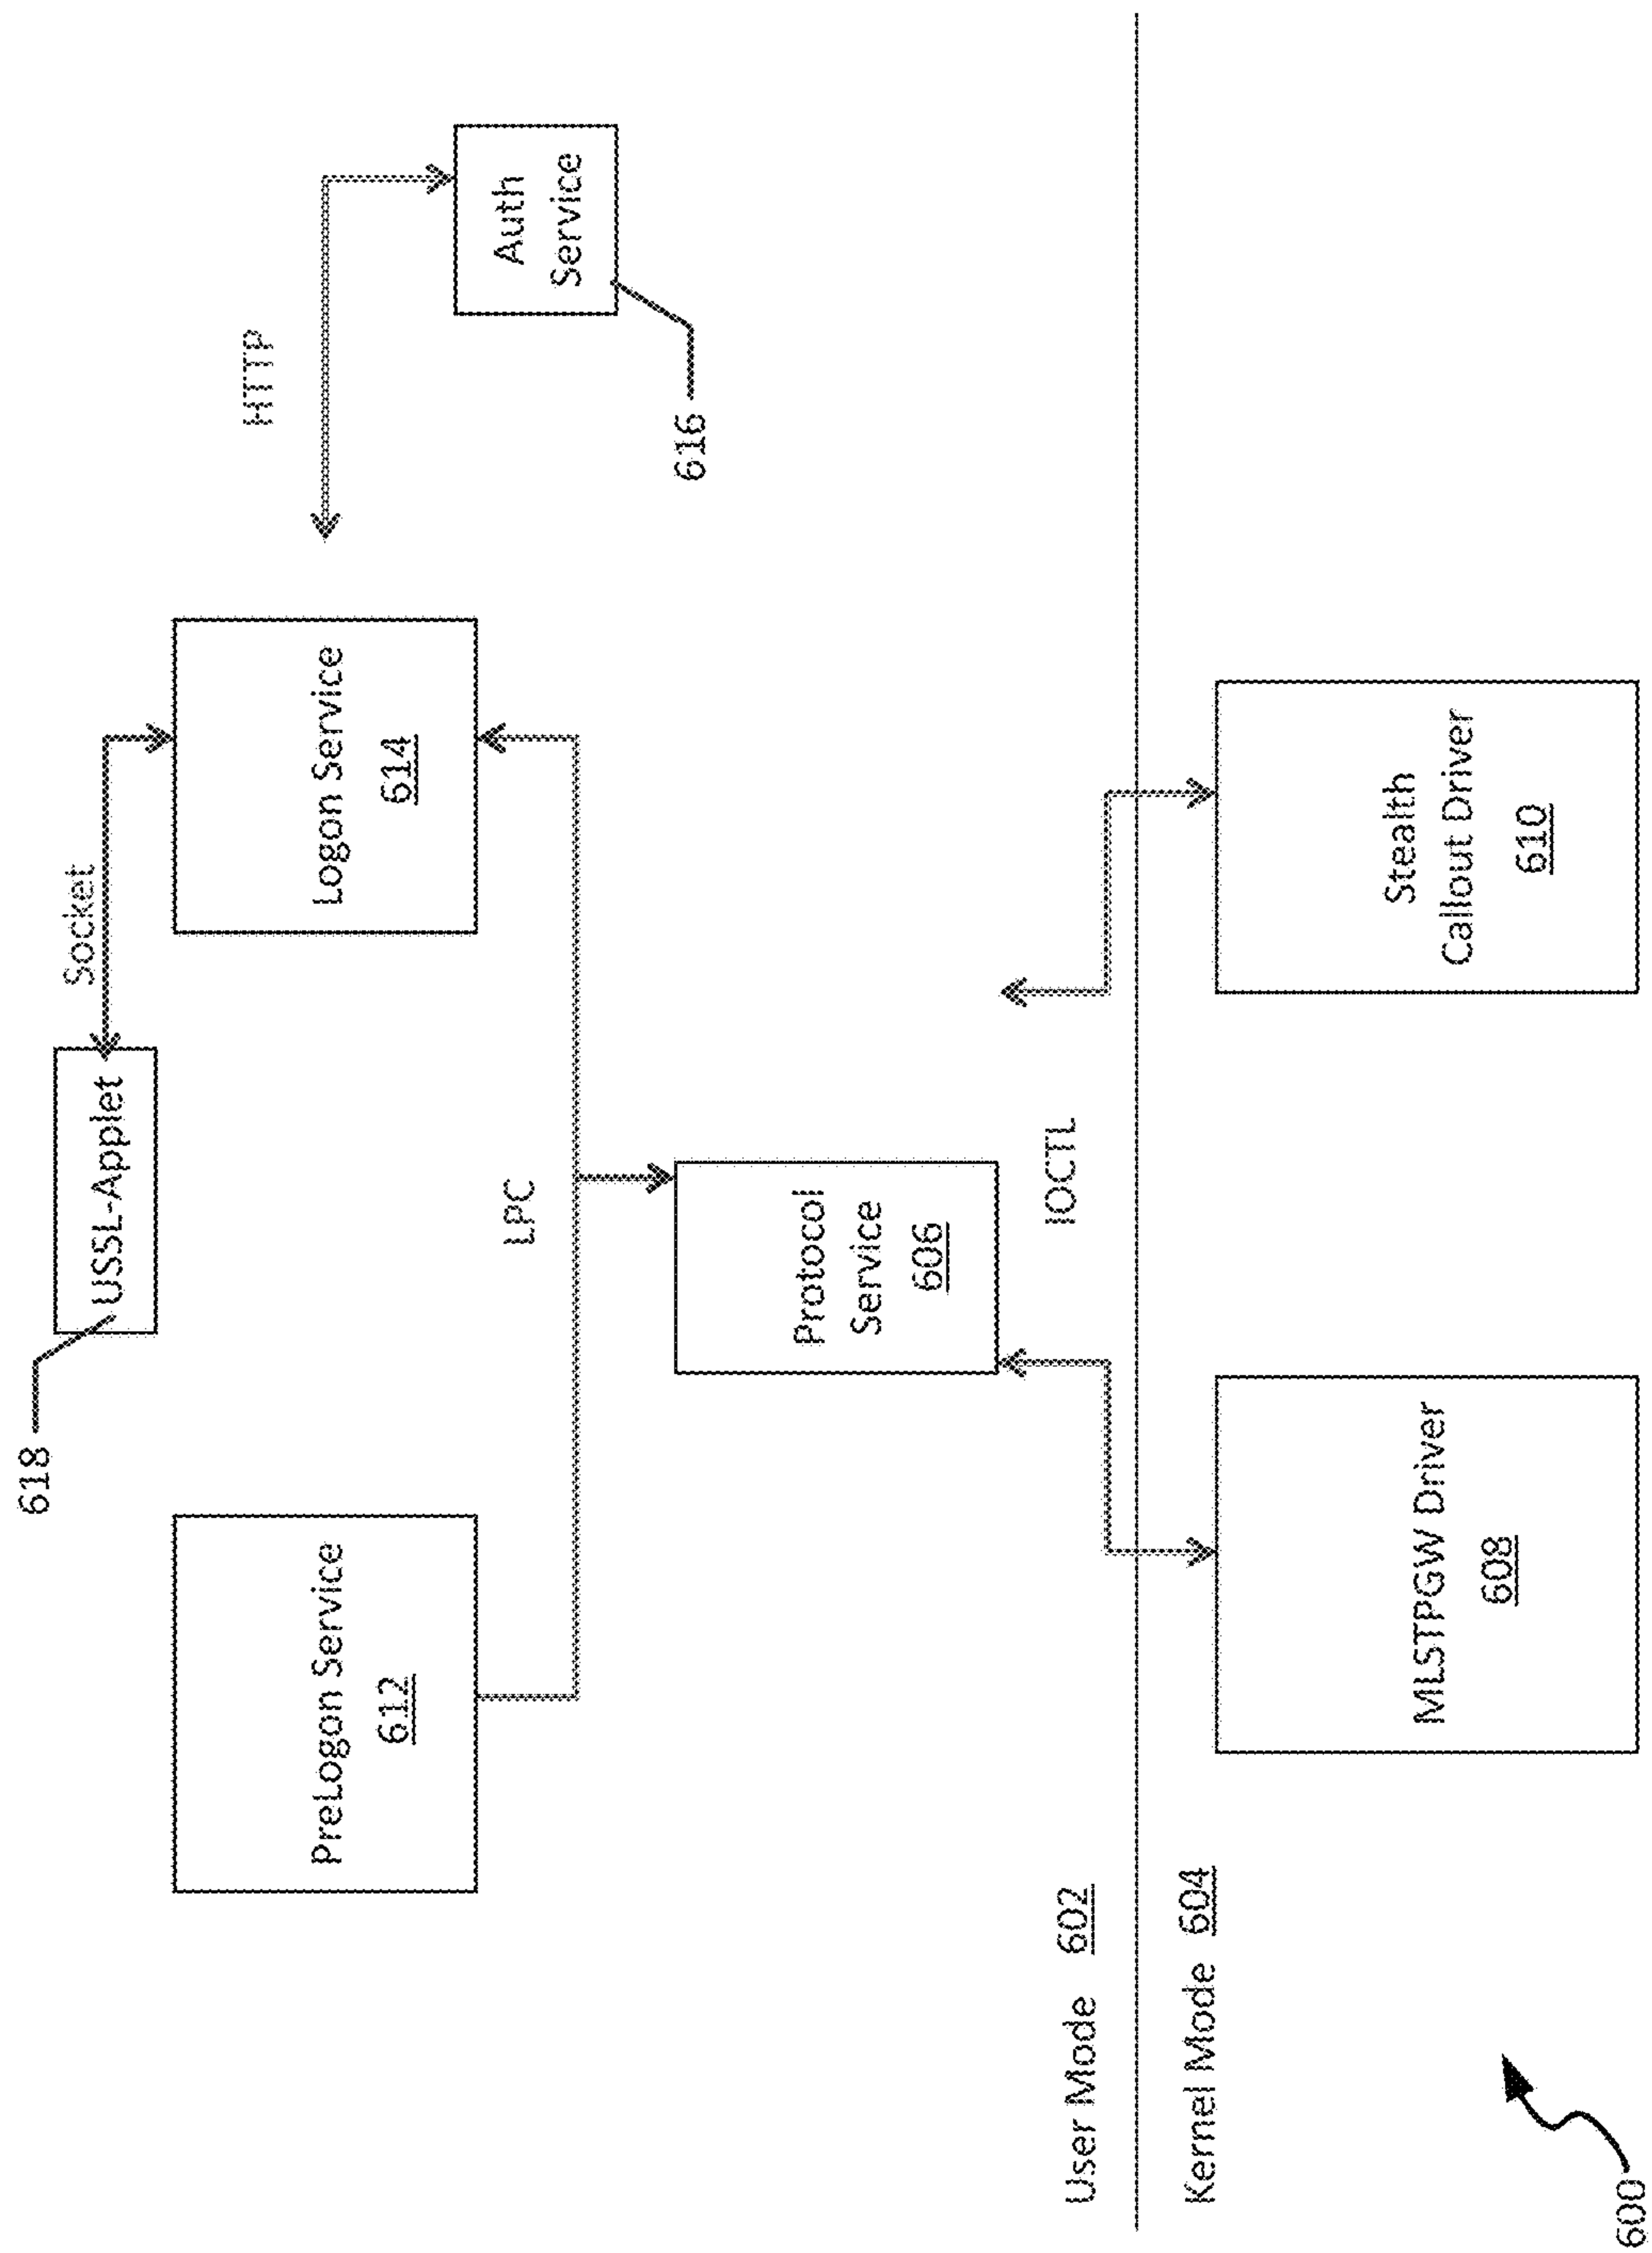 618
USSL-Applet
Socket
HTTP
PreLogon Service
612
Logon Service
614
Auth
Service
616
LPC
Protocol
Service
606
IOCTL
User Mode 602
Kernel Mode 604
MLSTPGW Driver
608
Stealth
Callout Driver
610
600